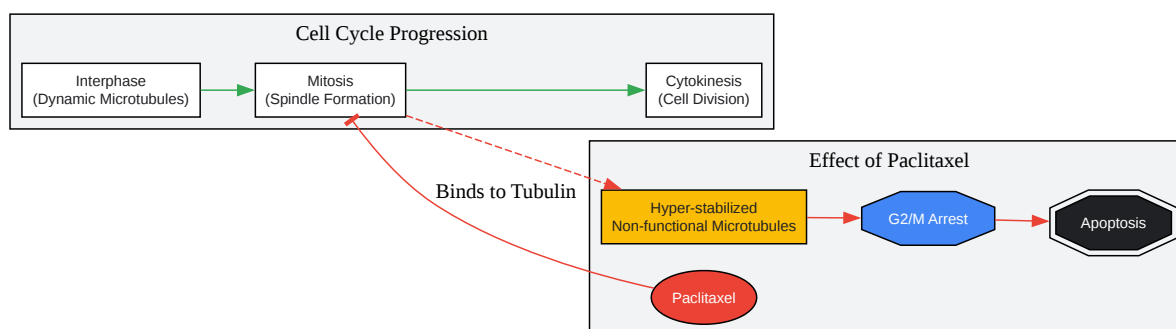 Cell Cycle Progression
Interphase
(Dynamic Microtubules)
Mitosis
(Spindle Formation)
Cytokinesis
(Cell Division)
Effect of Paclitaxel
Binds to Tubulin
Hyper-stabilized
Non-functional Microtubules
G2/M Arrest
Apoptosis
Paclitaxel